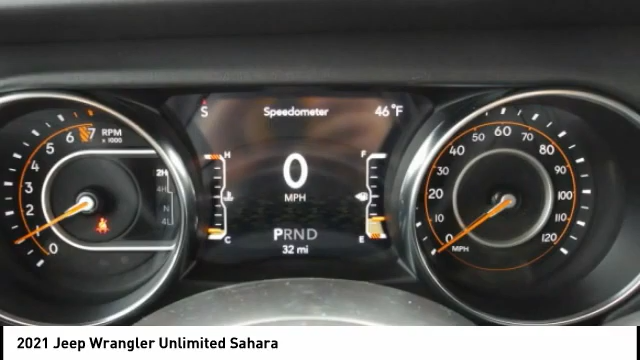 S Speedometer 46°F
0
MPH
PRND
32 mi
H
C
F
E
0 1 2 3 4 5 6 7
RPM
x 1000
2H
4H
N
4L
0 10 20 30 40 50 60 70 80 90 100 110 120
MPH
2021 Jeep Wrangler Unlimited Sahara